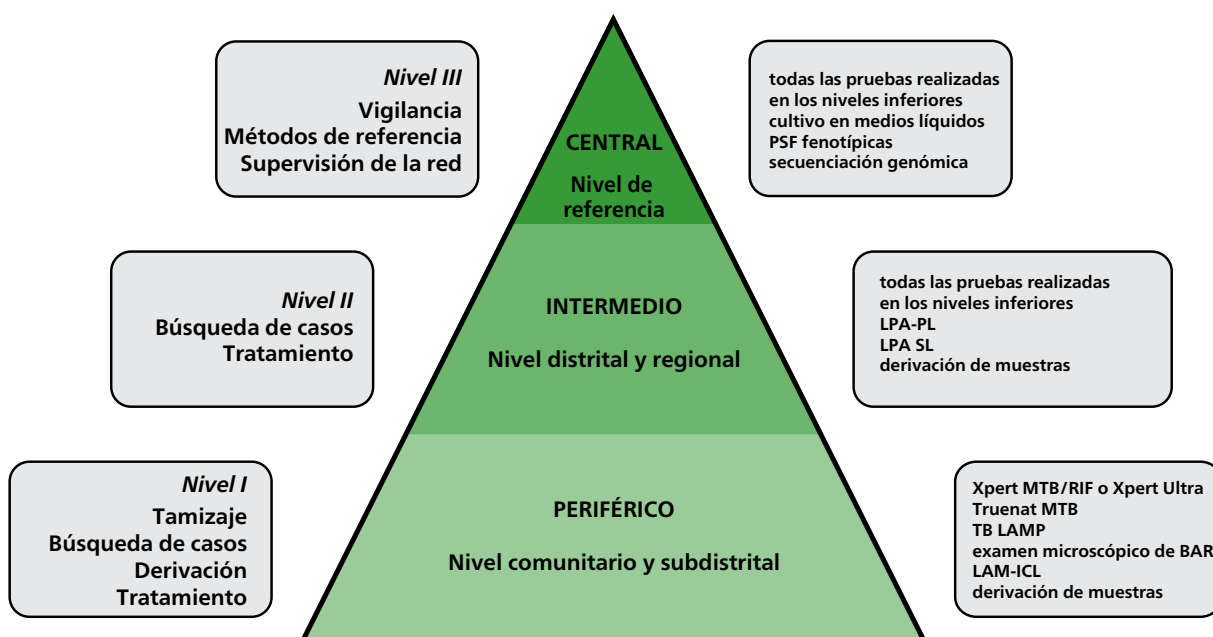 Nivel III
Vigilancia
Métodos de referencia
Supervisión de la red
CENTRAL
Nivel de
referencia
todas las pruebas realizadas
en los niveles inferiores
cultivo en medios líquidos
PSF fenotípicas
secuenciación genómica
Nivel II
Búsqueda de casos
Tratamiento
INTERMEDIO
Nivel distrital y regional
todas las pruebas realizadas
en los niveles inferiores
LPA-PL
LPA SL
derivación de muestras
Nivel I
Tamizaje
Búsqueda de casos
Derivación
Tratamiento
PERIFÉRICO
Nivel comunitario y subdistrital
Xpert MTB/RIF o Xpert Ultra
Truenat MTB
TB LAMP
examen microscópico de BAR
LAM-ICL
derivación de muestras